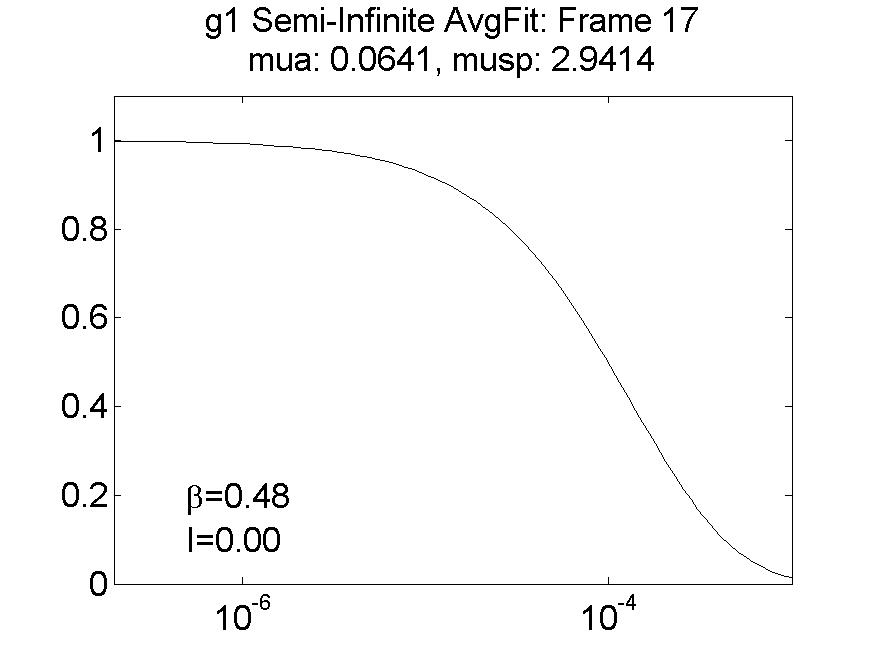 g1 Semi-Infinite AvgFit: Frame 17
mua: 0.0641, musp: 2.9414
1
0.8
0.6
0.4
0.2
0
β=0.48
I=0.00
10^-6
10^-4